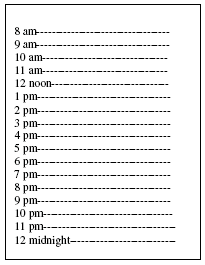 8 am-----------------------------------
9 am-----------------------------------
10 am---------------------------------
11 am---------------------------------
12 noon-------------------------------
1 pm-----------------------------------
2 pm-----------------------------------
3 pm-----------------------------------
4 pm-----------------------------------
5 pm-----------------------------------
6 pm-----------------------------------
7 pm-----------------------------------
8 pm-----------------------------------
9 pm-----------------------------------
10 pm----------------------------------
11 pm-----------------------------------
12 midnight----------------------------